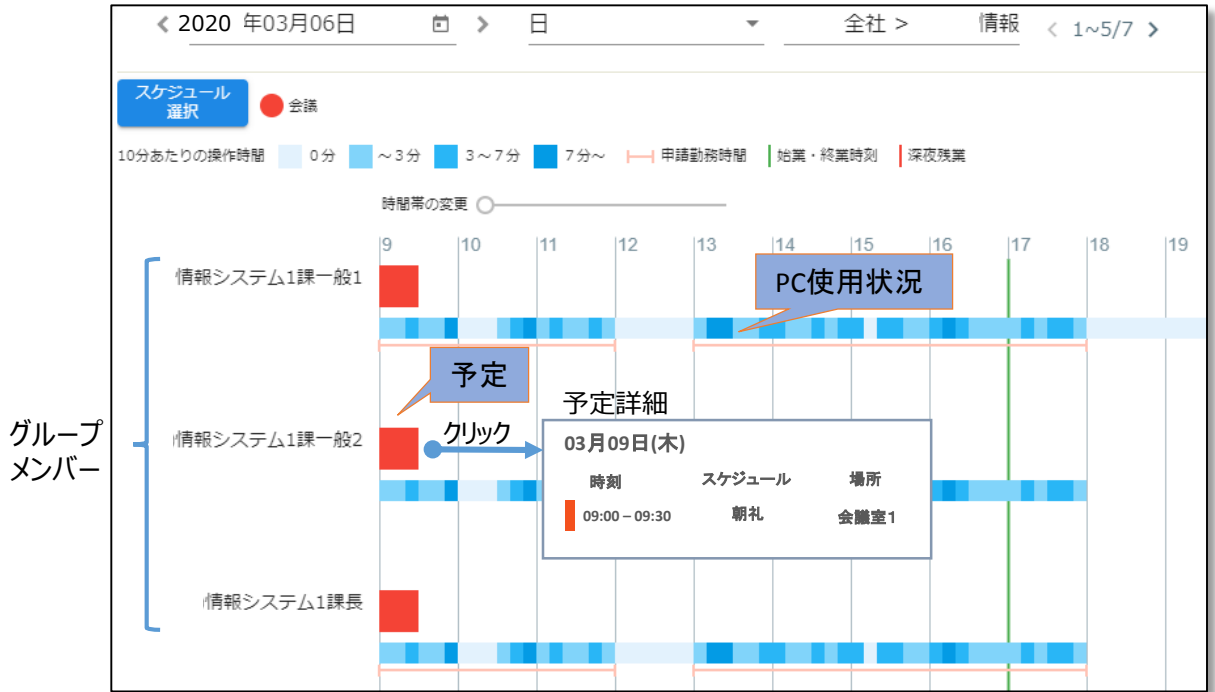 2020 年03月06日
日
全社 > 情報
1~5/7
スケジュール
選択
会議
10分あたりの操作時間 0分 ～3分 3～7分 7分～ 申請勤務時間 始業・終業時刻 深夜残業
時間帯の変更
9 10 11 12 13 14 15 16 17 18 19
情報システム1課一般1
PC使用状況
予定
予定詳細
グループ
メンバー
情報システム1課一般2
クリック
03月09日(木)
時刻 スケジュール 場所
09:00 – 09:30 朝礼 会議室1
情報システム1課長